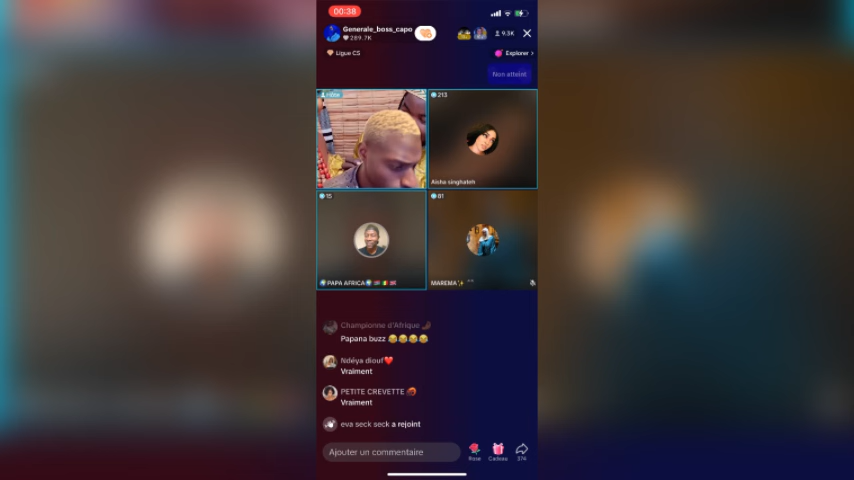 00:38
Generale_boss_capo
289.7K
9.3K
Ligue C5
Explorer >
Non atteint
213
Aisha singhateh
15
PAPA AFRICA
81
MAREMA
Championne d'Afrique
Papana buzz
Ndéya diouf
Vraiment
PETITE CREVETTE
Vraiment
eva seck seck a rejoint
Ajouter un commentaire
Rose
Cadeau
374